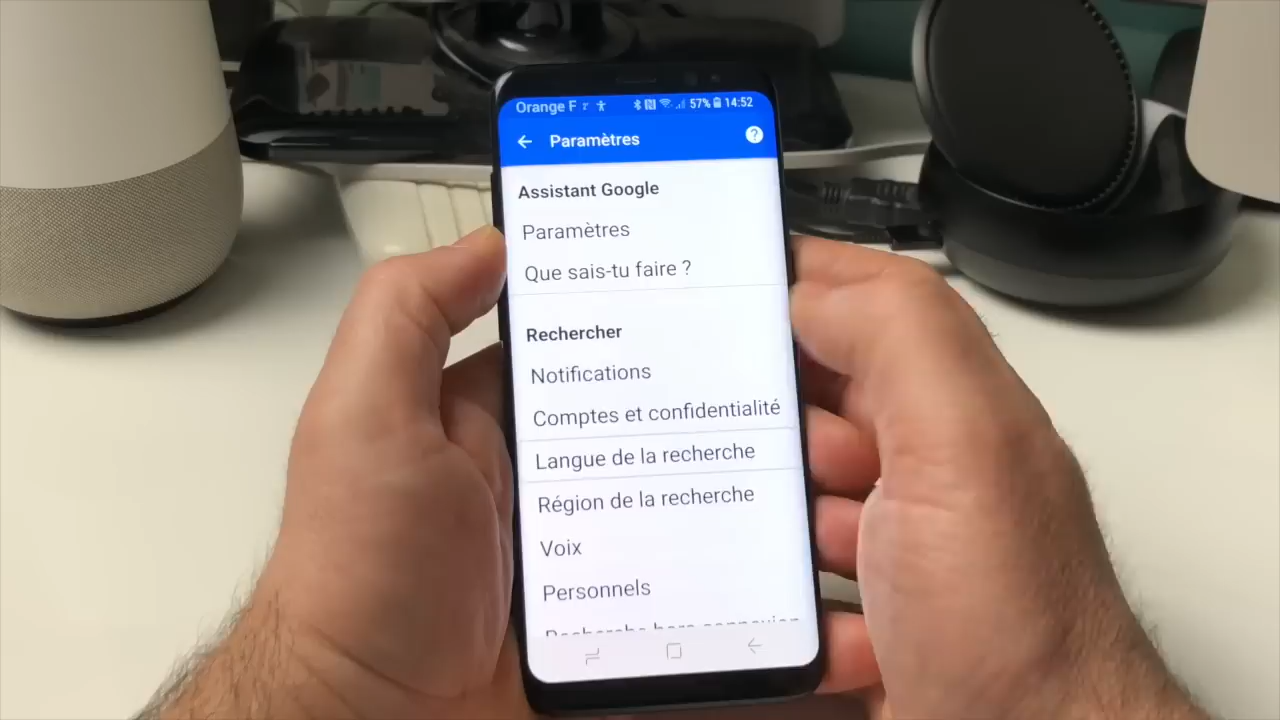 Orange F
57% 14:52
Paramètres
?
Assistant Google
Paramètres
Que sais-tu faire ?
Rechercher
Notifications
Comptes et confidentialité
Langue de la recherche
Région de la recherche
Voix
Personnels